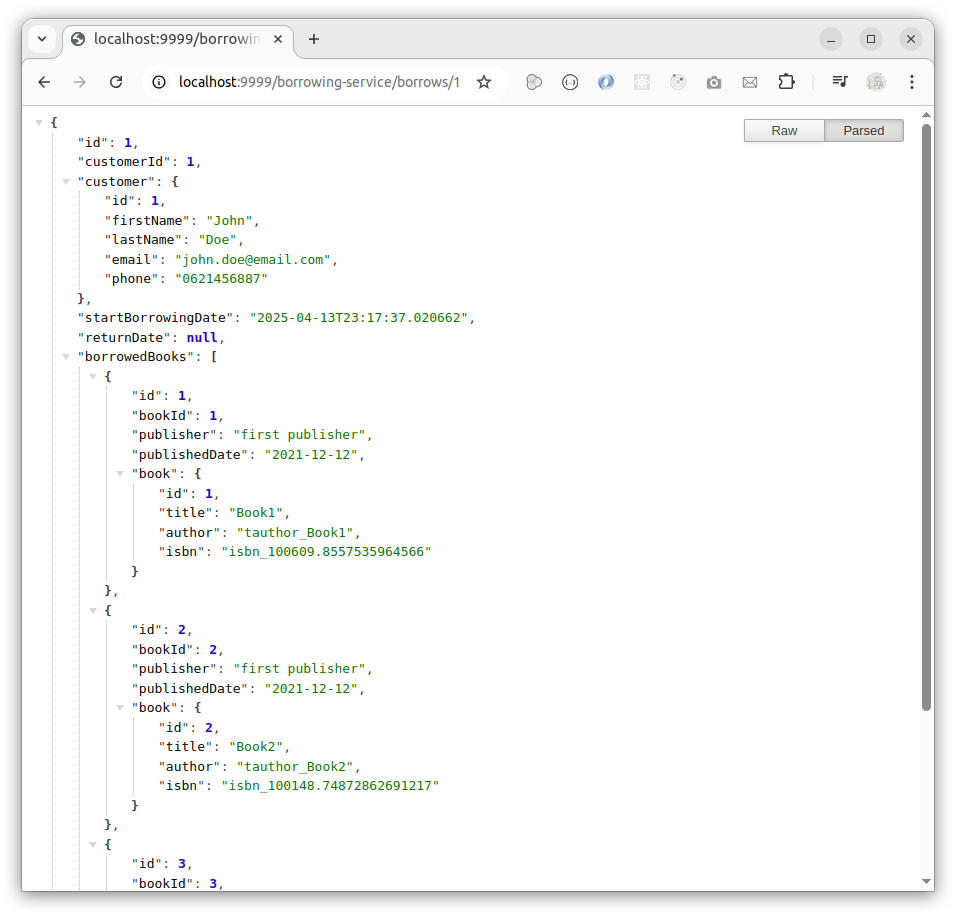 localhost:9999/borrowin
localhost:9999/borrowing-service/borrows/1
Raw
Parsed
{
"id": 1,
"customerId": 1,
"customer": {
"id": 1,
"firstName": "John",
"lastName": "Doe",
"email": "john.doe@email.com",
"phone": "0621456887"
},
"startBorrowingDate": "2025-04-13T23:17:37.020662",
"returnDate": null,
"borrowedBooks": [
{
"id": 1,
"bookId": 1,
"publisher": "first publisher",
"publishedDate": "2021-12-12",
"book": {
"id": 1,
"title": "Book1",
"author": "tauthor_Book1",
"isbn": "isbn_100609.8557535964566"
}
},
{
"id": 2,
"bookId": 2,
"publisher": "first publisher",
"publishedDate": "2021-12-12",
"book": {
"id": 2,
"title": "Book2",
"author": "tauthor_Book2",
"isbn": "isbn_100148.74872862691217"
}
},
{
"id": 3,
"bookId": 3,